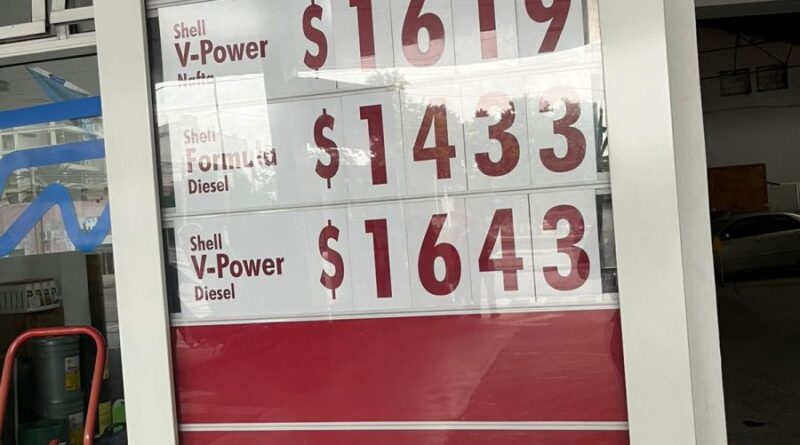 Shell
V-Power
Nafta
$1619
Shell
Formula
Diesel
$1433
Shell
V-Power
Diesel
$1643